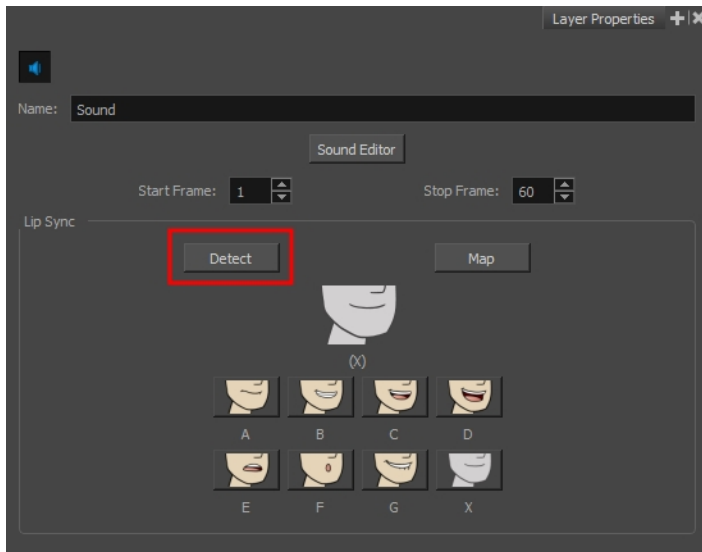 Layer Properties
Name: Sound
Sound Editor
Start Frame: 1 Stop Frame: 60
Lip Sync
Detect Map
(X)
A B C D
E F G X